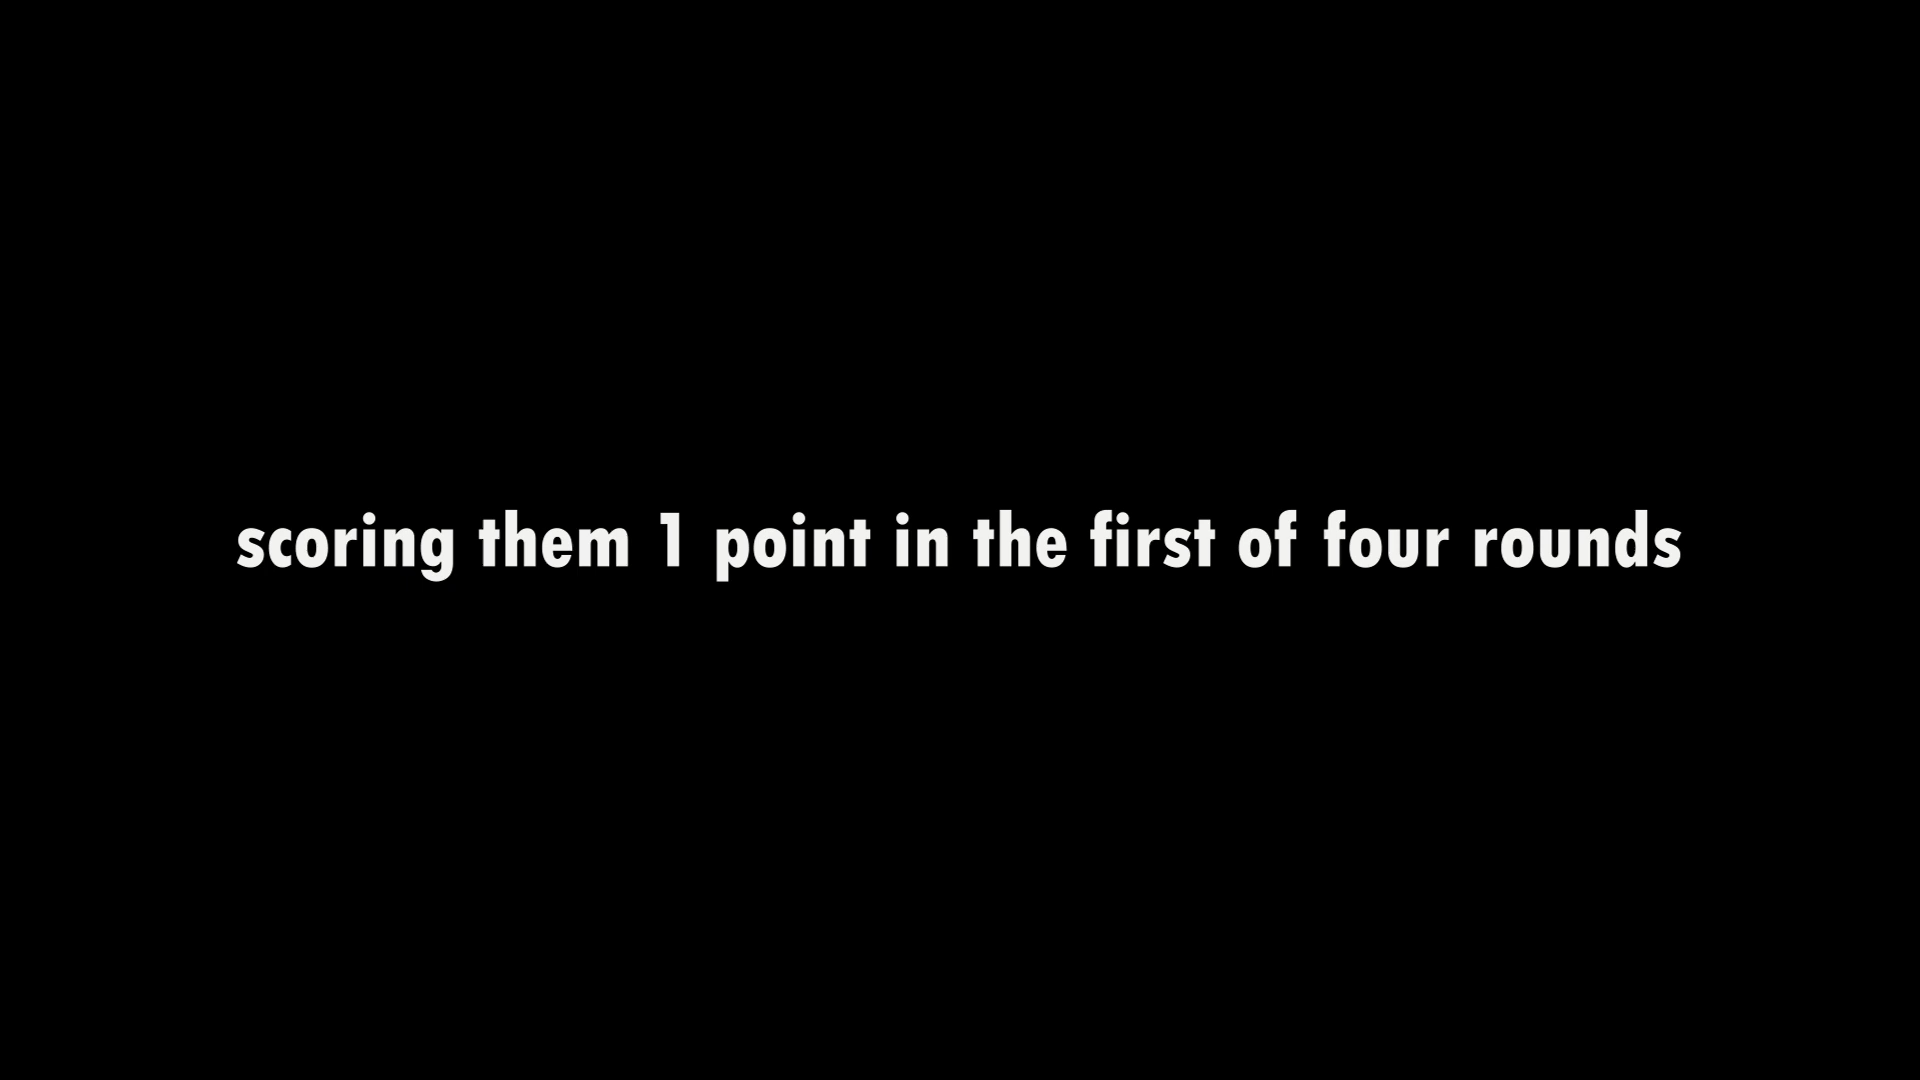 scoring them 1 point in the first of four rounds